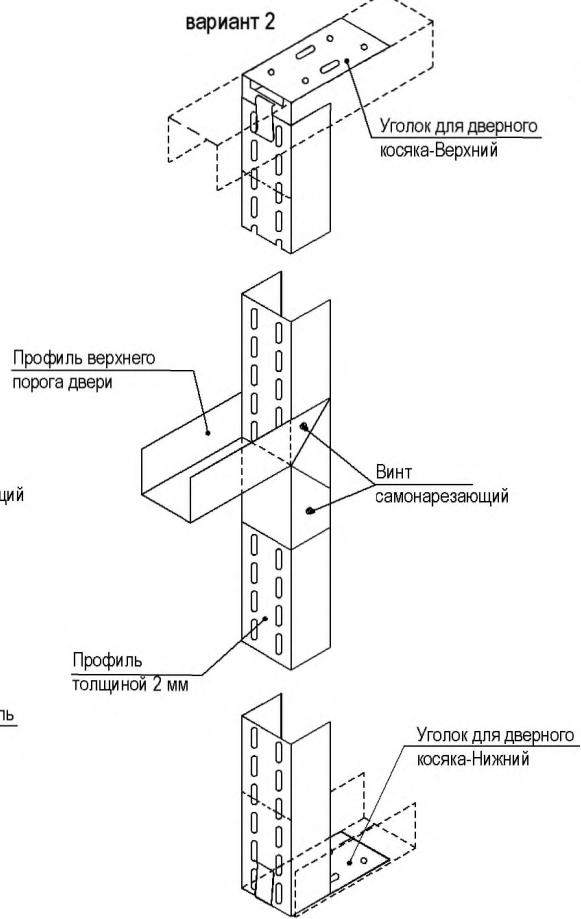 вариант 2
Уголок для дверного
косяка-Верхний
Профиль верхнего
порога двери
Винт
самонарезающий
Профиль
толщиной 2 мм
Уголок для дверного
косяка-Нижний